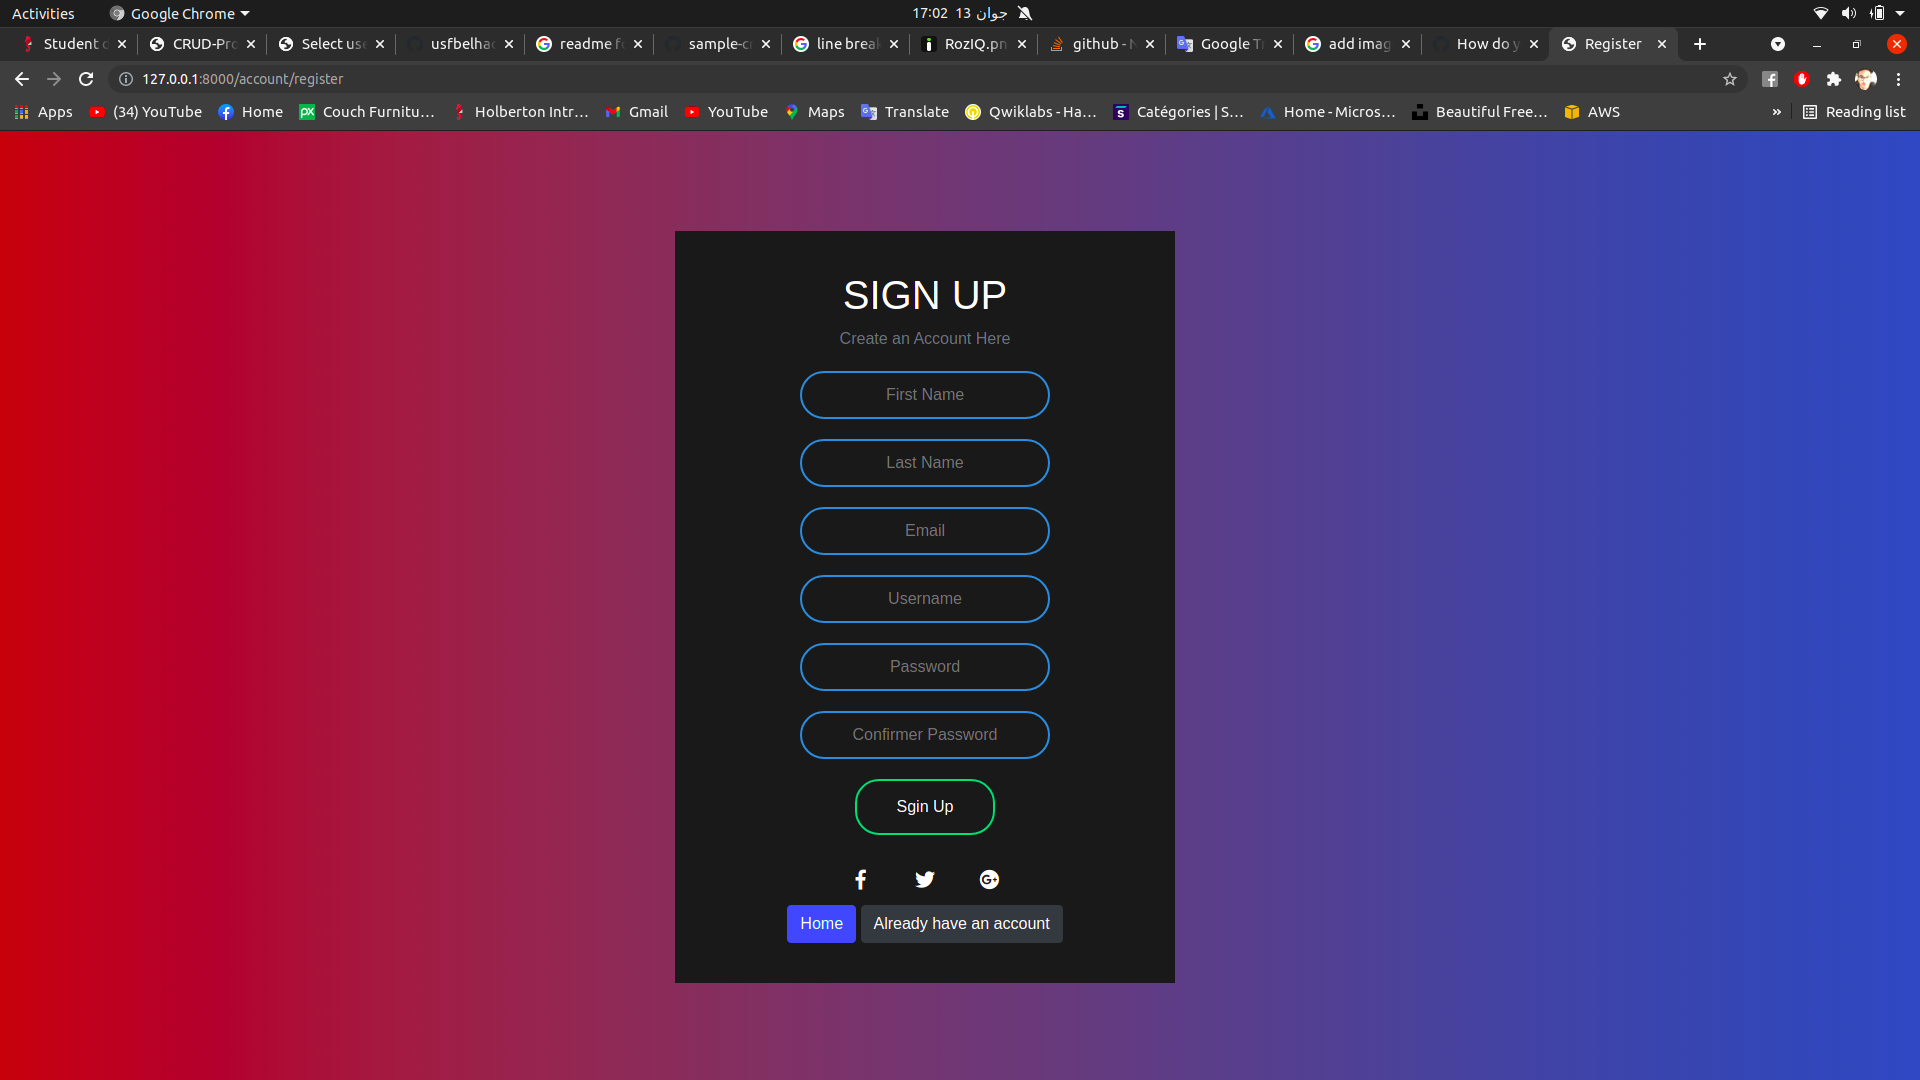 Activities Google Chrome 17:02 13 جوان
Student CRUD-Pro Select use usfbelhac readme f sample-c line break RozIQ.pn github - N Google Tr add imag How do y Register
127.0.0.1:8000/account/register
Apps (34) YouTube Home Couch Furnitu… Holberton Intr… Gmail YouTube Maps Translate Qwiklabs - Ha… Catégories | S… Home - Micros… Beautiful Free… AWS » Reading list
SIGN UP
Create an Account Here
First Name
Last Name
Email
Username
Password
Confirmer Password
Sgin Up
Home Already have an account